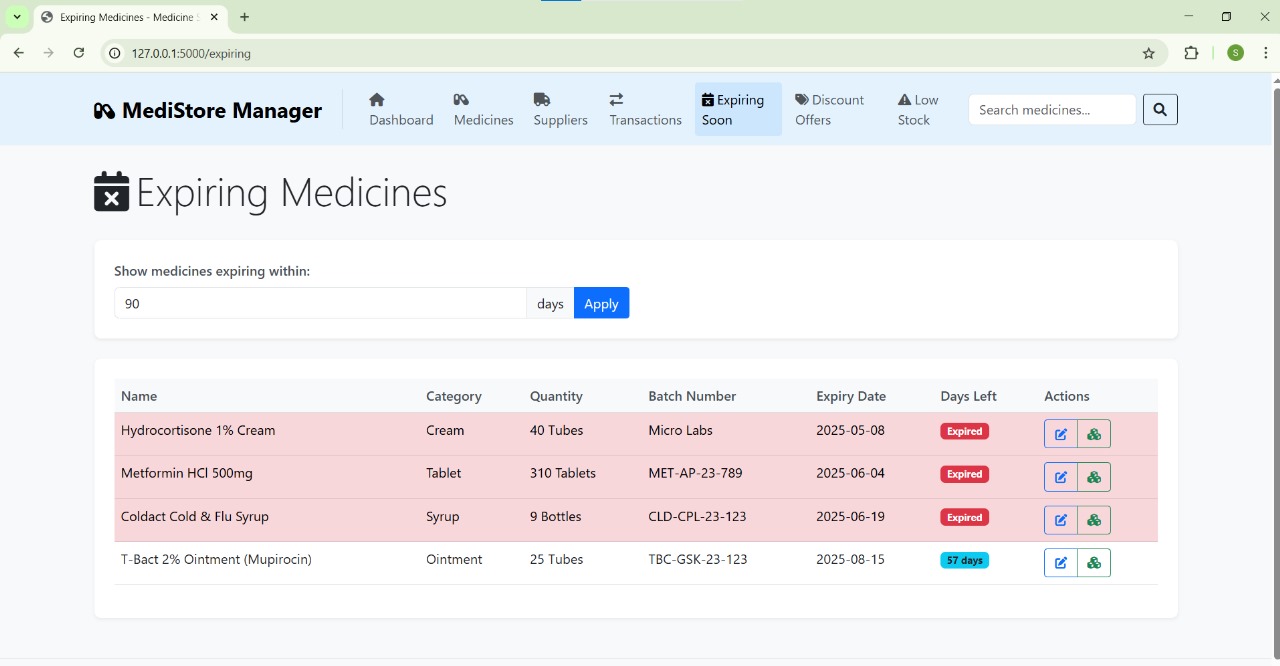 Expiring Medicines - Medicine S
127.0.0.1:5000/expiring
S
MediStore Manager
Dashboard
Medicines
Suppliers
Transactions
Expiring Soon
Discount Offers
Low Stock
Search medicines...
Expiring Medicines
Show medicines expiring within:
90 days Apply
Name Category Quantity Batch Number Expiry Date Days Left Actions
Hydrocortisone 1% Cream Cream 40 Tubes Micro Labs 2025-05-08 Expired
Metformin HCl 500mg Tablet 310 Tablets MET-AP-23-789 2025-06-04 Expired
Coldact Cold & Flu Syrup Syrup 9 Bottles CLD-CPL-23-123 2025-06-19 Expired
T-Bact 2% Ointment (Mupirocin) Ointment 25 Tubes TBC-GSK-23-123 2025-08-15 57 days